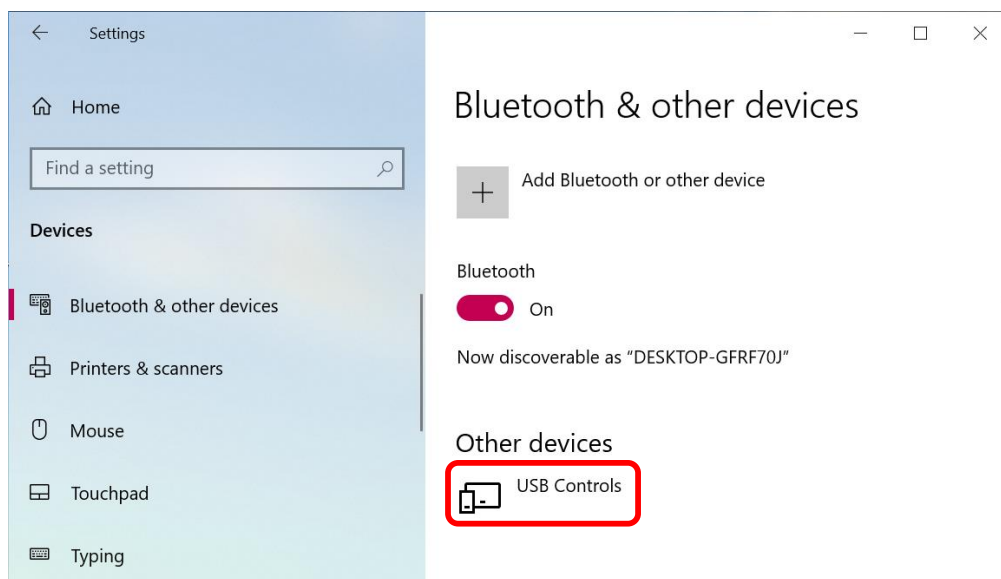 Settings
Home
Find a setting
Devices
Bluetooth & other devices
Printers & scanners
Mouse
Touchpad
Typing
Bluetooth & other devices
Add Bluetooth or other device
Bluetooth
On
Now discoverable as “DESKTOP-GFRF70J”
Other devices
USB Controls